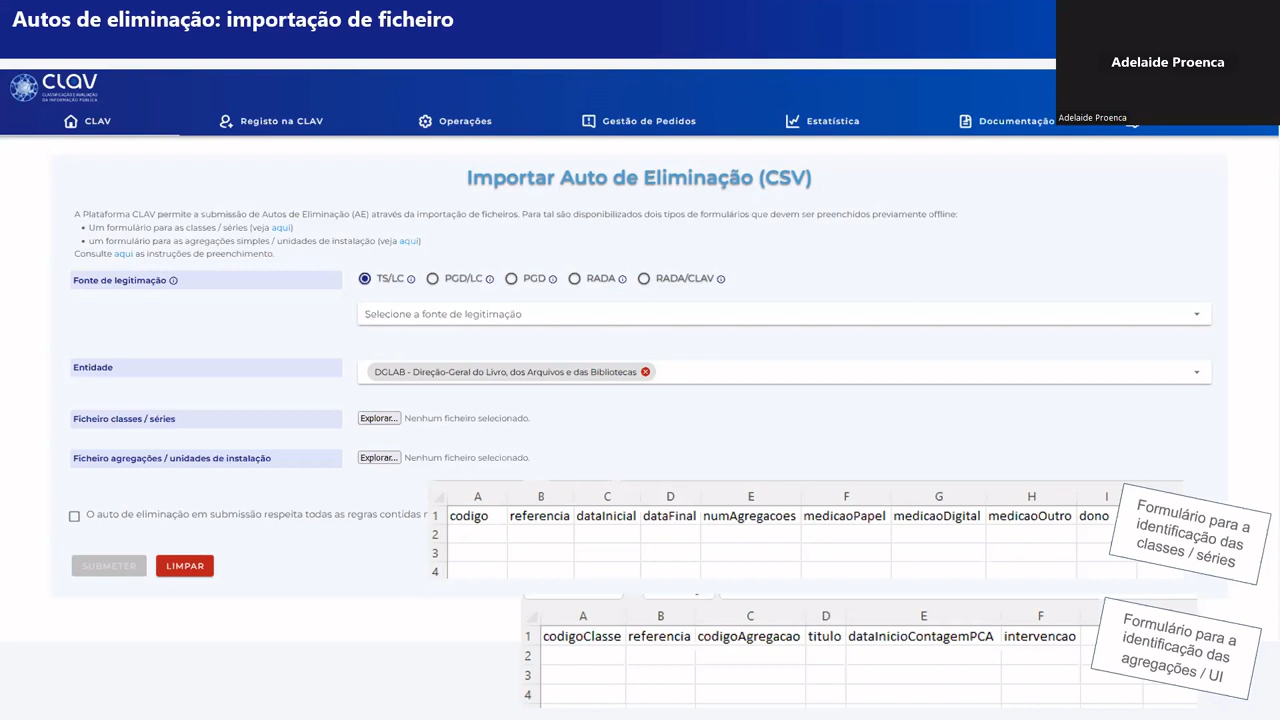 Autos de eliminação: importação de ficheiro
Adelaide Proenca
Adelaide Proenca
CLAV
CLASSIFICAÇÃO E AVALIAÇÃO
DA INFORMAÇÃO PÚBLICA
CLAV
Registo na CLAV
Operações
Gestão de Pedidos
Estatística
Documentação
Importar Auto de Eliminação (CSV)
A Plataforma CLAV permite a submissão de Autos de Eliminação (AE) através da importação de ficheiros. Para tal são disponibilizados dois tipos de formulários que devem ser preenchidos previamente offline:
• Um formulário para as classes / séries (veja aqui)
• um formulário para as agregações simples / unidades de instalação (veja aqui)
Consulte aqui as instruções de preenchimento.
Fonte de legitimação
TS/LC PGD/LC PGD RADA RADA/CLAV
Selecione a fonte de legitimação
Entidade
DGLAB - Direção-Geral do Livro, dos Arquivos e das Bibliotecas
Ficheiro classes / séries
Explorar... Nenhum ficheiro selecionado.
Ficheiro agregações / unidades de instalação
Explorar... Nenhum ficheiro selecionado.
O auto de eliminação em submissão respeita todas as regras contidas n
SUBMETER
LIMPAR
A B C D E F G H I
1 codigo referencia dataInicial dataFinal numAgregacoes medicaoPapel medicaoDigital medicaoOutro dono
2
3
4
Formulário para a
identificação das
classes / séries
A B C D E F
1 codigoClasse referencia codigoAgregacao titulo dataInicioContagemPCA intervencao
2
3
4
Formulário para a
identificação das
agregações / UI